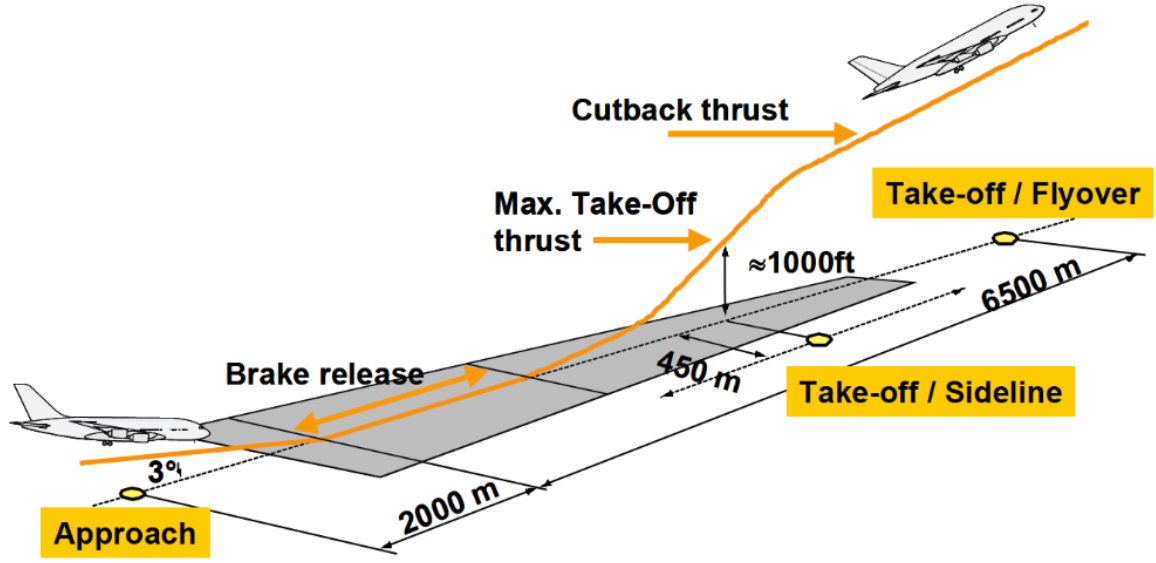 Cutback thrust
Take-off / Flyover
Max. Take-Off
thrust
≈1000ft
6500 m
Brake release
450 m
Take-off / Sideline
3°
2000 m
Approach